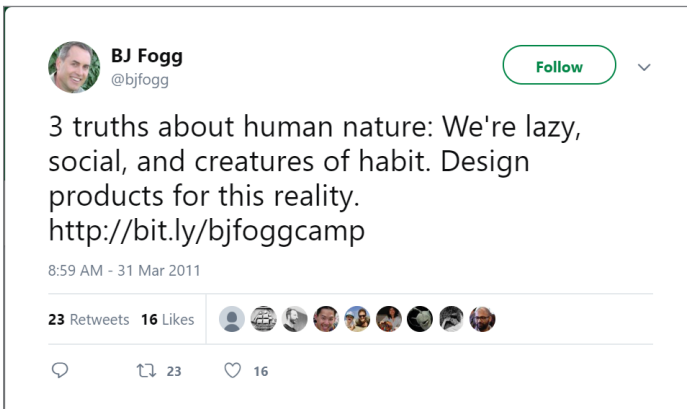 BJ Fogg
@bjfogg
Follow
3 truths about human nature: We're lazy,
social, and creatures of habit. Design
products for this reality.
http://bit.ly/bjfoggcamp
8:59 AM - 31 Mar 2011
23 Retweets 16 Likes
23 16